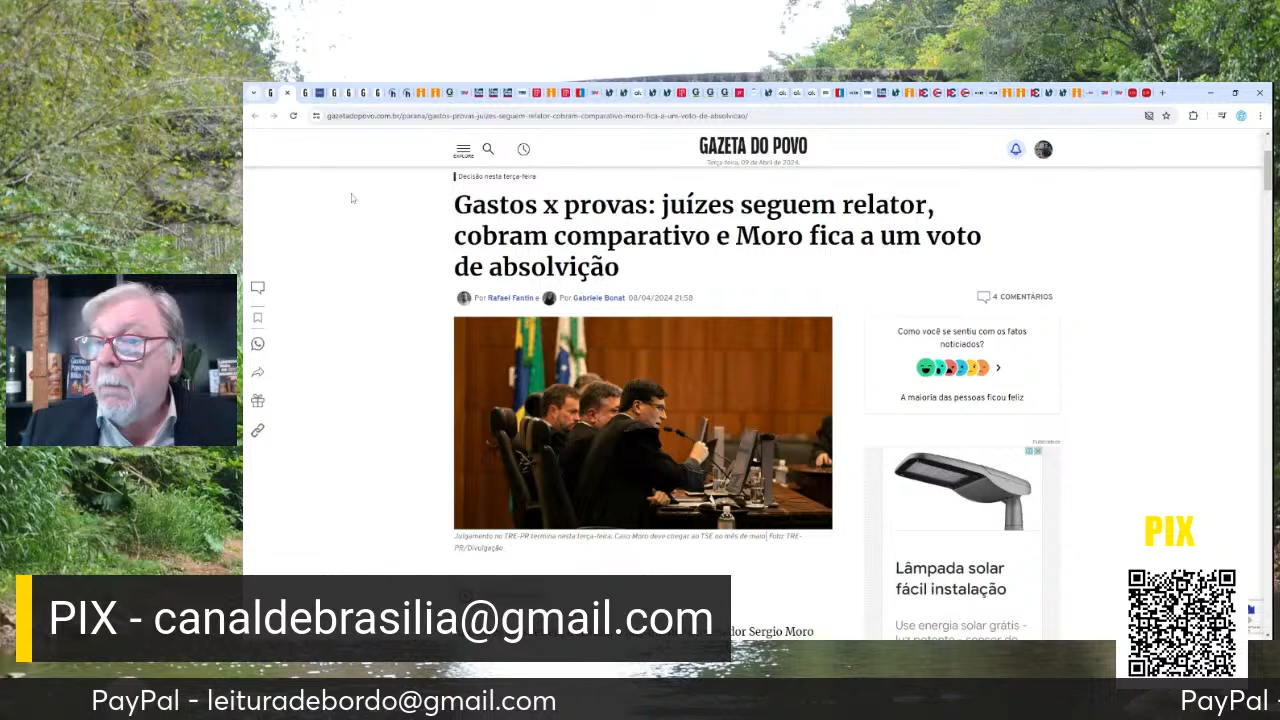 gazetadopovo.com.br/parana/gastos-provas-juizes-seguem-relator-cobram-comparativo-moro-fica-a-um-voto-de-absolvicao/
EXPLORE
GAZETA DO POVO
Terça-feira, 09 de Abril de 2024.
Decisão nesta terça-feira
Gastos x provas: juízes seguem relator,
cobram comparativo e Moro fica a um voto
de absolvição
Por Rafael Fantin e Por Gabriele Bonat 08/04/2024 21:58
4 COMENTÁRIOS
Como você se sentiu com os fatos
noticiados?
A maioria das pessoas ficou feliz
Publicidade
Julgamento no TRE-PR termina nesta terça-feira. Caso Moro deve chegar ao TSE no mês de maio| Foto: TRE-
PR/Divulgação
Lâmpada solar
fácil instalação
Use energia solar grátis -
dor Sergio Moro
PIX
PIX - canaldebrasilia@gmail.com
PayPal - leituradebordo@gmail.com
PayPal -